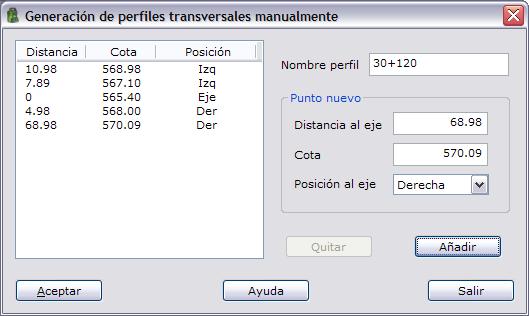 Generación de perfiles transversales manualmente
Distancia Cota Posición
10.98 568.98 Izq
7.89 567.10 Izq
0 565.40 Eje
4.98 568.00 Der
68.98 570.09 Der
Nombre perfil 30+120
Punto nuevo
Distancia al eje 68.98
Cota 570.09
Posición al eje Derecha
Quitar Añadir
Aceptar Ayuda Salir